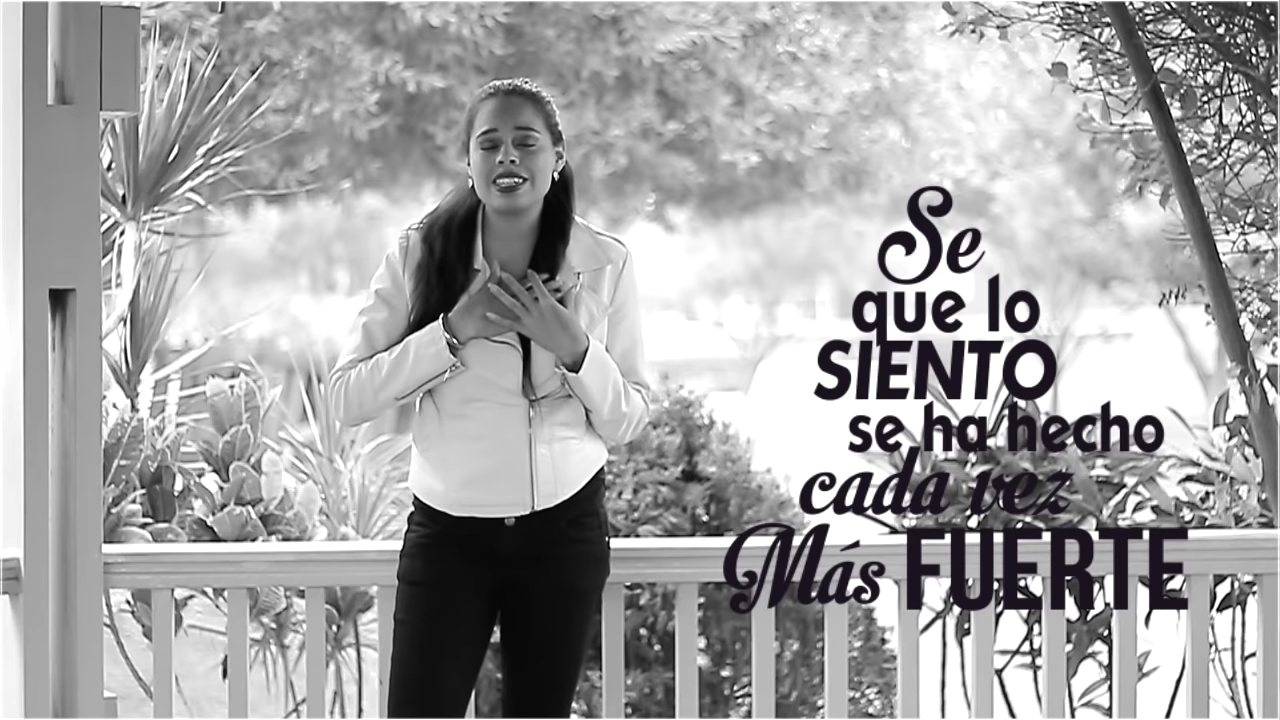 Se
que lo
SIENTO
se ha hecho
cada vez
Más FUERTE